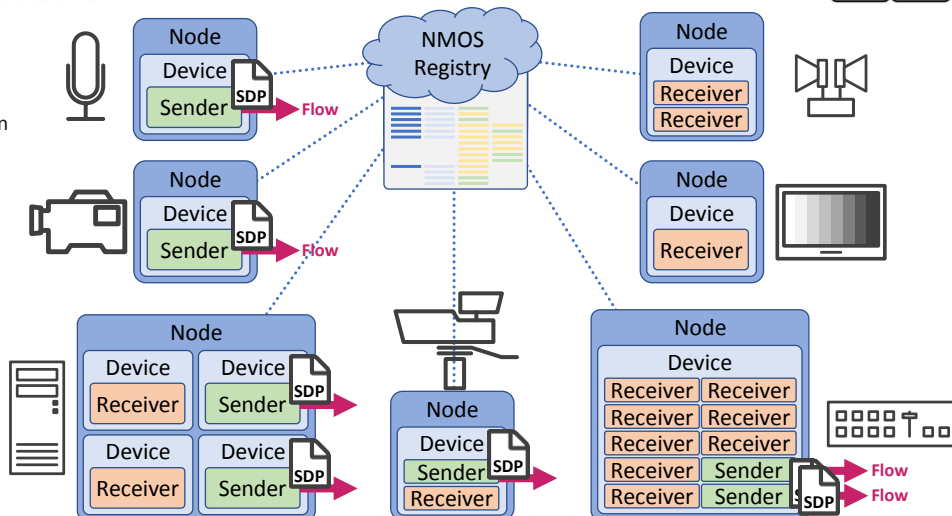 Node
Device
SDP
Sender
Flow
n
NMOS
Registry
Node
Device
Receiver
Receiver
Node
Device
SDP
Sender
Flow
Node
Device
Receiver
Node
Device
Receiver
Device
Sender
SDP
Device
Receiver
Device
Sender
SDP
Node
Device
SDP
Sender
Receiver
Node
Device
Receiver Receiver
Receiver Receiver
Receiver Receiver
Receiver Sender
Flow
Receiver Sender
SDP
Flow